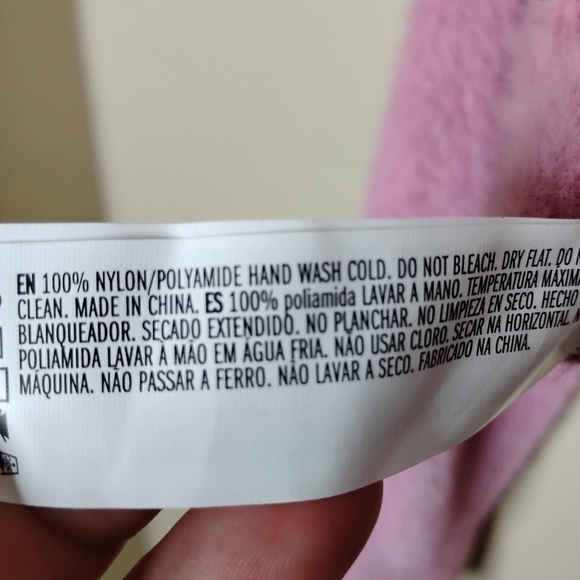 EN 100% NYLON/POLYAMIDE HAND WASH COLD. DO NOT BLEACH. DRY FLAT. DO
CLEAN. MADE IN CHINA. ES 100% poliamida LAVAR A MANO. TEMPERATURA MAXIMA
BLANQUEADOR. SECADO EXTENDIDO. NO PLANCHAR. NO LIMPIEZA EN SECO. HECHO
POLIAMIDA LAVAR À MÃO EM ÁGUA FRIA. NÃO USAR CLORO. SECAR NA HORIZONTAL.
MÁQUINA. NÃO PASSAR A FERRO. NÃO LAVAR A SECO. FABRICADO NA CHINA.